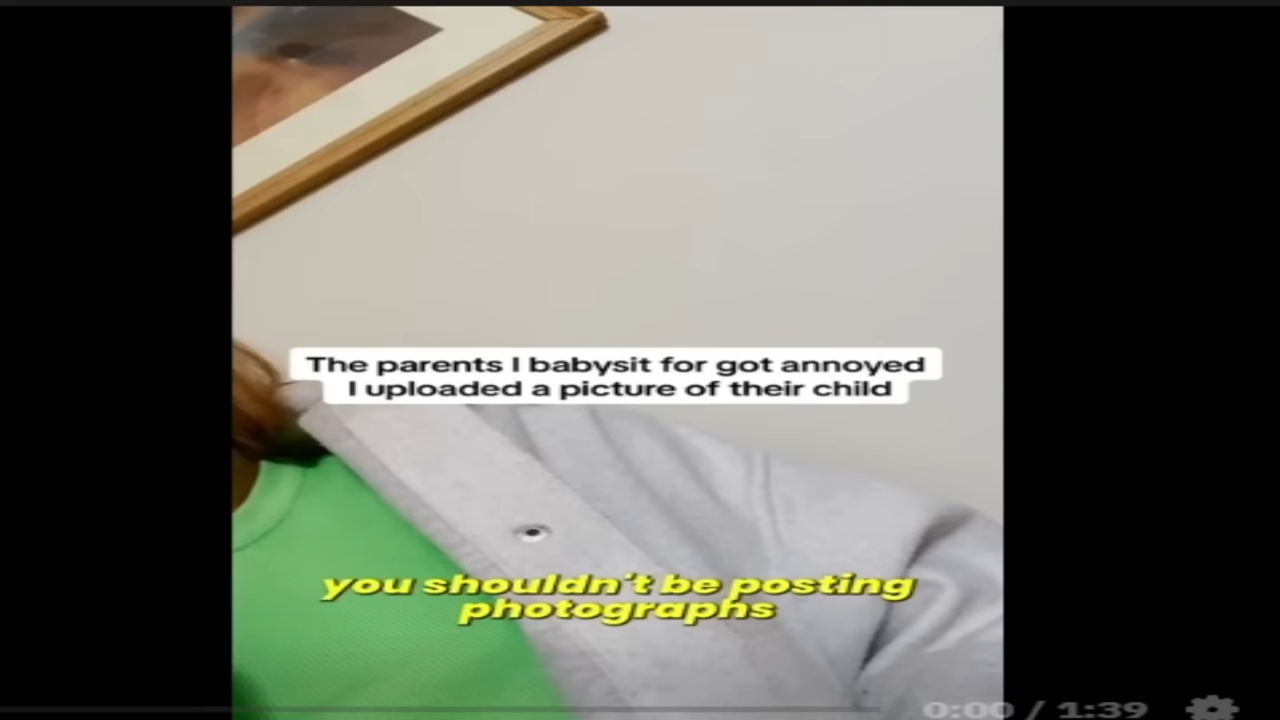 The parents I babysit for got annoyed
I uploaded a picture of their child
you shouldn't be posting
photographs
0:00 / 1:39